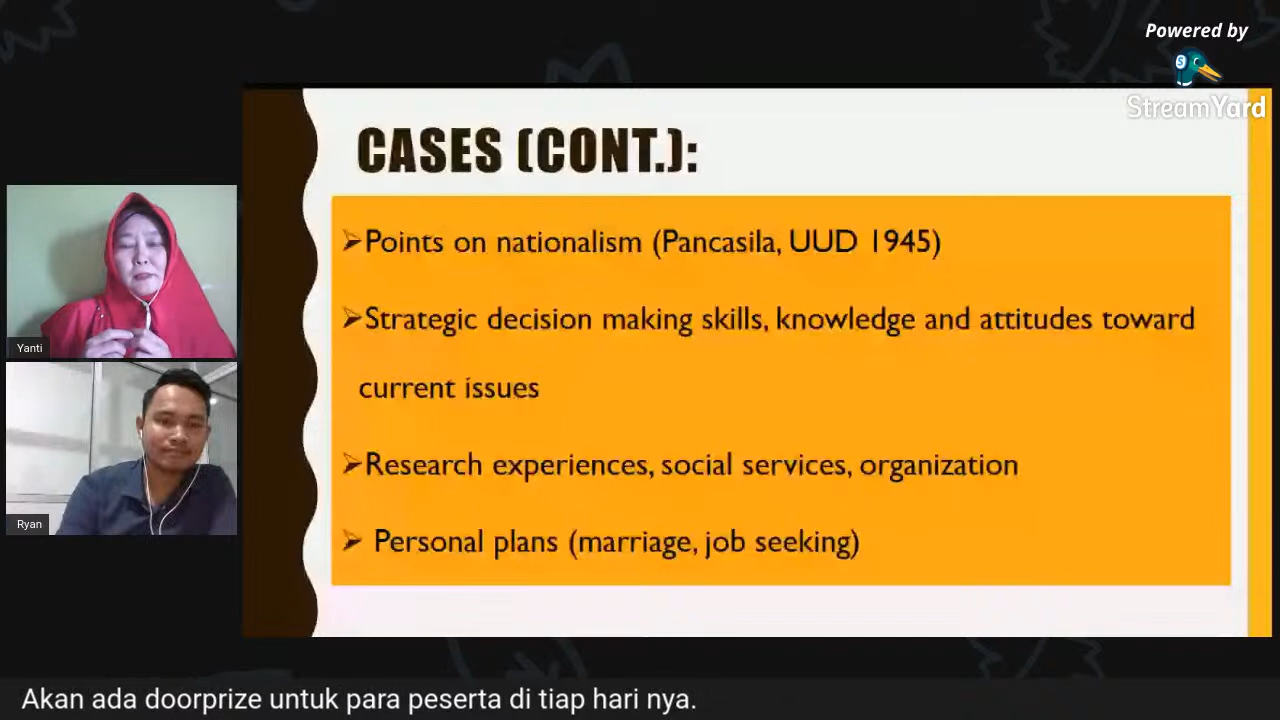 Powered by
StreamYard
CASES (CONT.):
➢Points on nationalism (Pancasila, UUD 1945)
➢Strategic decision making skills, knowledge and attitudes toward
current issues
➢Research experiences, social services, organization
➢ Personal plans (marriage, job seeking)
Yanti
Ryan
Akan ada doorprize untuk para peserta di tiap hari nya.